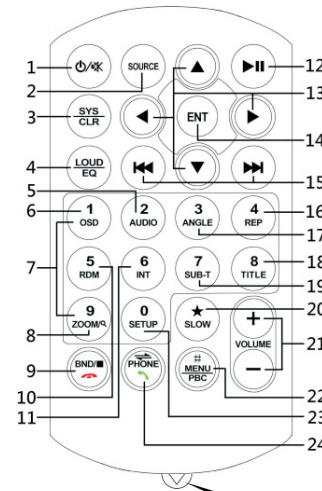 1 SOURCE 12
2 13
3 SYS CLR ENT
14
4 LOUD EQ 15
5
6 1 OSD 2 AUDIO 3 ANGLE 4 REP 16
17
7 5 RDM 6 INT 7 SUB-T 8 TITLE 18
19
9 ZOOM 0 SETUP ★ SLOW + 20
8 VOLUME 21
9 BND/■ PHONE # MENU PBC −
10 22
11 23
24